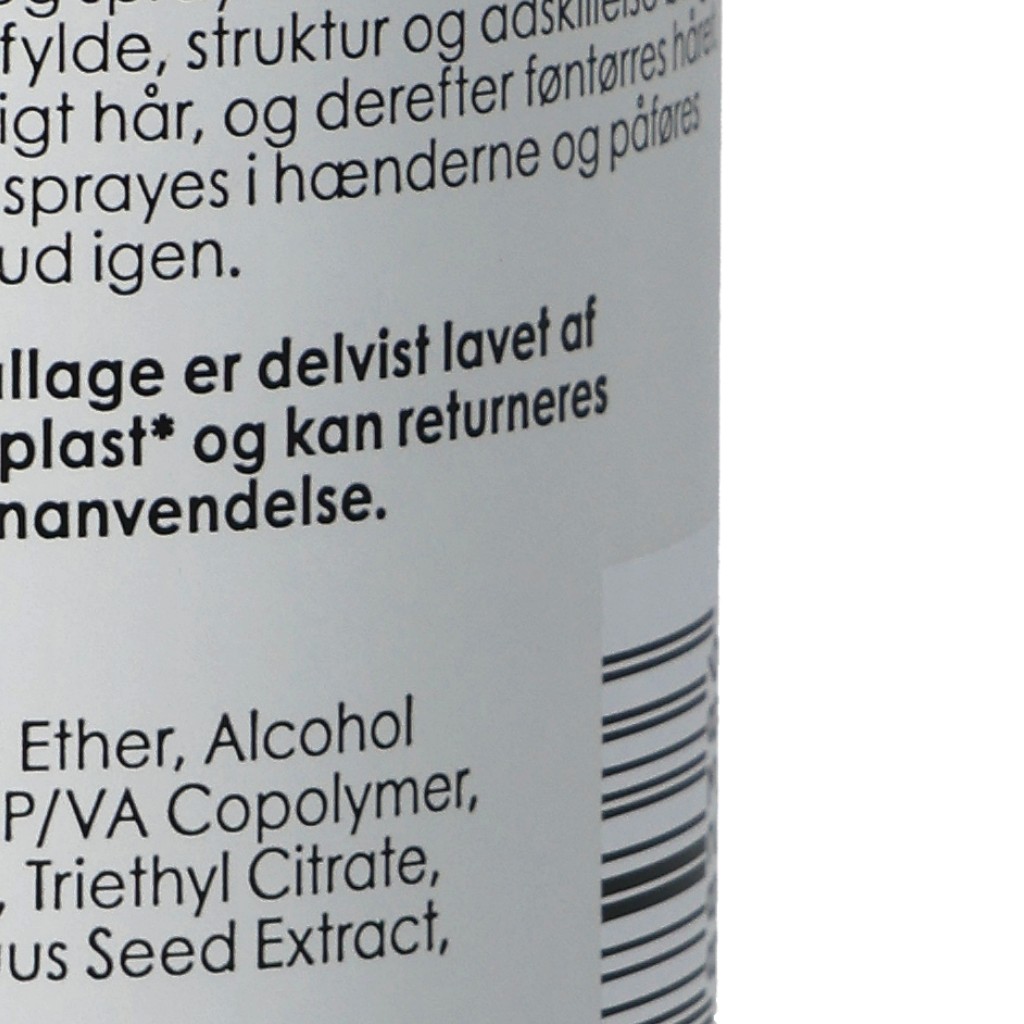 fylde, struktur og adskillelse
igt hår, og derefter føntørres håret
sprayes i hænderne og påføres
ud igen.
llage er delvist lavet af
plast* og kan returneres
nanvendelse.
Ether, Alcohol
P/VA Copolymer,
, Triethyl Citrate,
us Seed Extract,